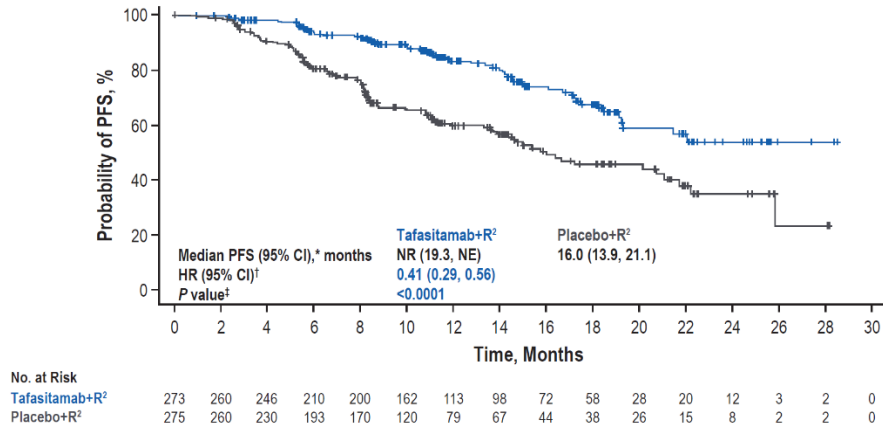 Probability of PFS, %
100
80
60
40
20
0
Tafasitamab+R² Placebo+R²
Median PFS (95% CI),* months NR (19.3, NE) 16.0 (13.9, 21.1)
HR (95% CI)† 0.41 (0.29, 0.56)
P value‡ <0.0001
0 2 4 6 8 10 12 14 16 18 20 22 24 26 28 30
Time, Months
No. at Risk
Tafasitamab+R² 273 260 246 210 200 162 113 98 72 58 28 20 12 3 2 0
Placebo+R² 275 260 230 193 170 120 79 67 44 38 26 15 8 2 2 0